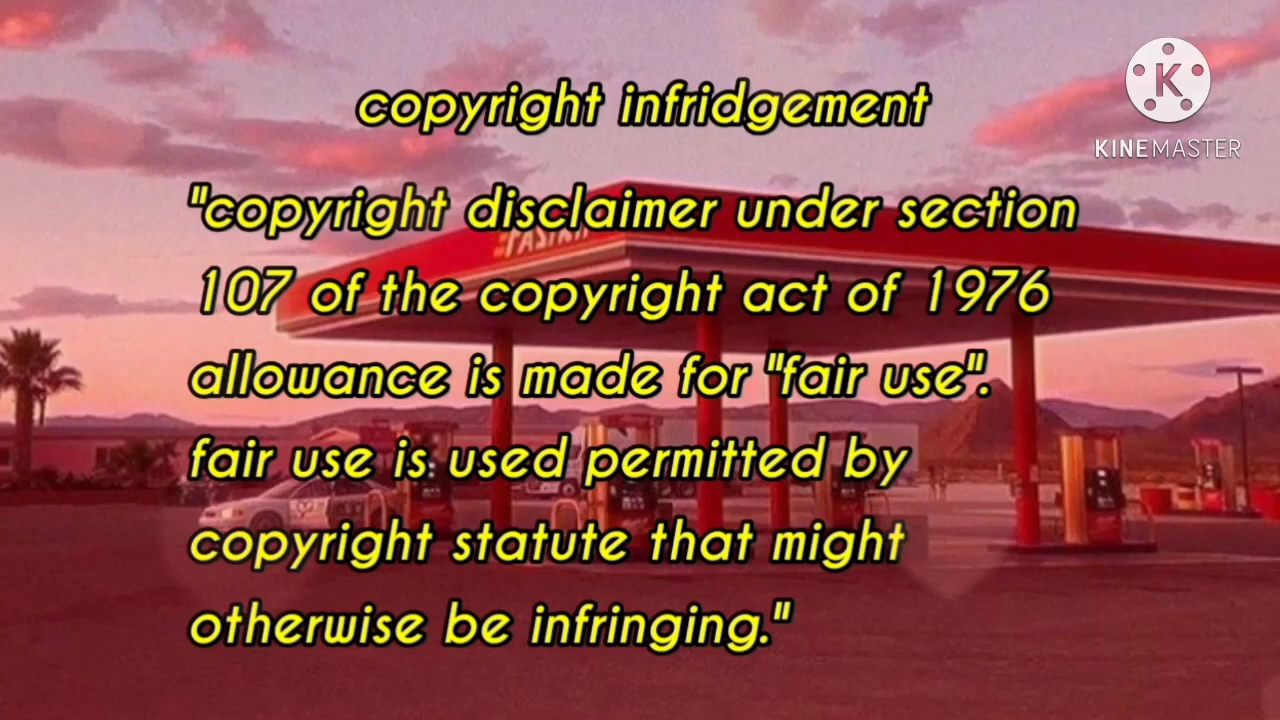 KINEMASTER
copyright infridgement
"copyright disclaimer under section
107 of the copyright act of 1976
allowance is made for "fair use".
fair use is used permitted by
copyright statute that might
otherwise be infringing."